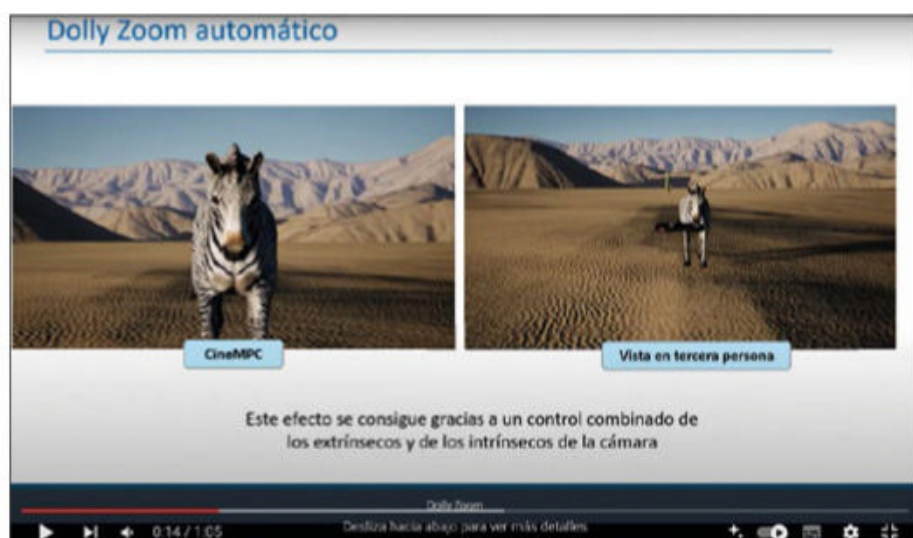 Dolly Zoom automático
CineMPC
Vista en tercera persona
Este efecto se consigue gracias a un control combinado de
los extrínsecos y de los intrínsecos de la cámara
Dolly Zoom
0:14 / 1:05
Desliza hacia abajo para ver más detalles